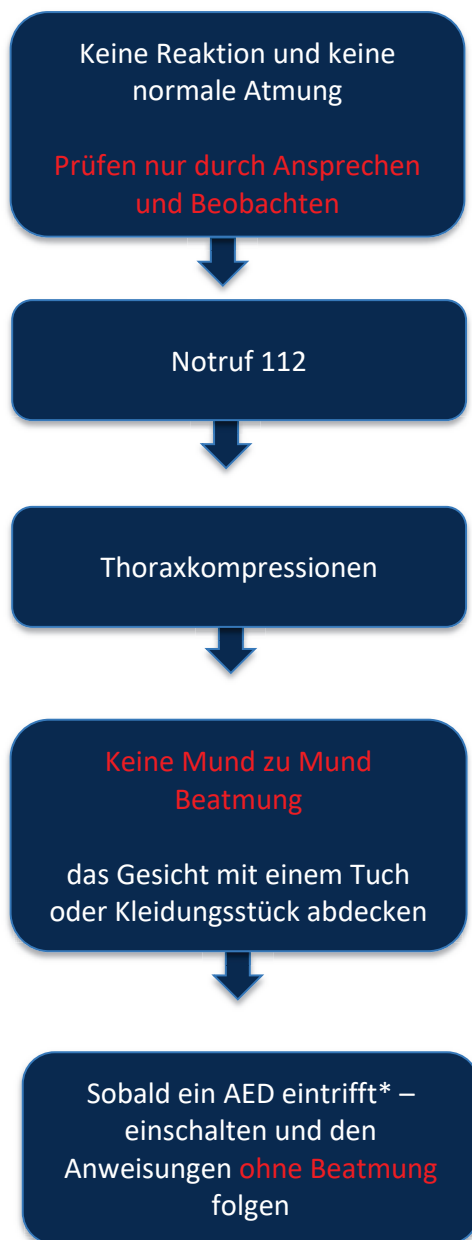 Keine Reaktion und keine
normale Atmung
Prüfen nur durch Ansprechen
und Beobachten
Notruf 112
Thoraxkompressionen
Keine Mund zu Mund
Beatmung
das Gesicht mit einem Tuch
oder Kleidungsstück abdecken
Sobald ein AED eintrifft* –
einschalten und den
Anweisungen ohne Beatmung
folgen